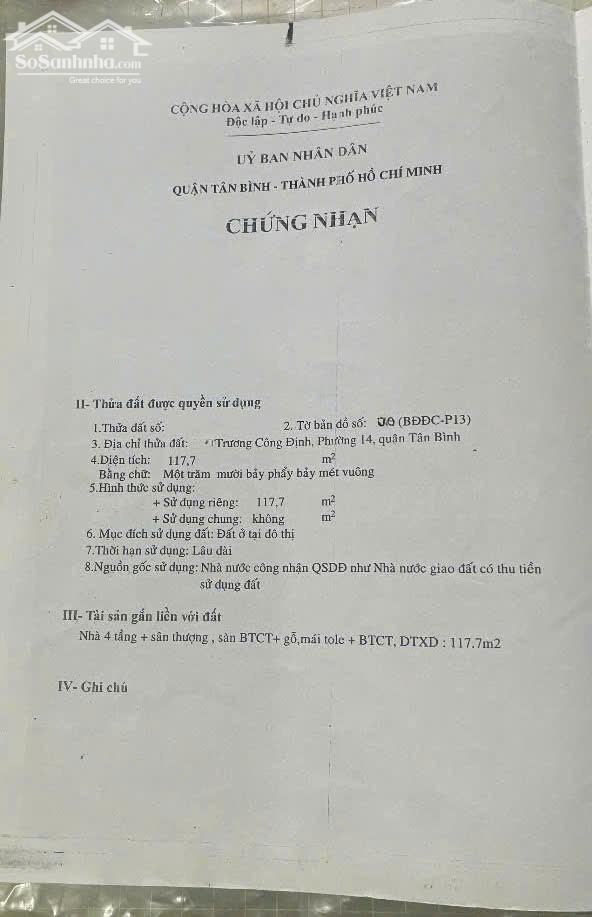 SoSanhnha.com
Great choice for you
CỘNG HÒA XÃ HỘI CHỦ NGHĨA VIỆT NAM
Độc lập - Tự do - Hạnh phúc
UỶ BAN NHÂN DÂN
QUẬN TÂN BÌNH - THÀNH PHỐ HỒ CHÍ MINH
CHỨNG NHẬN
II- Thửa đất được quyền sử dụng
1.Thửa đất số: 2. Tờ bản đồ số: (BĐĐC-P13)
3. Địa chỉ thửa đất: Trương Công Định, Phường 14, quận Tân Bình
4.Diện tích: 117,7 m2
Bằng chữ: Một trăm mười bảy phẩy bảy mét vuông
5.Hình thức sử dụng:
+ Sử dụng riêng: 117,7 m2
+ Sử dụng chung: không m2
6. Mục đích sử dụng đất: Đất ở tại đô thị
7.Thời hạn sử dụng: Lâu dài
8.Nguồn gốc sử dụng: Nhà nước công nhận QSDĐ như Nhà nước giao đất có thu tiền
sử dụng đất
III- Tài sản gắn liền với đất
Nhà 4 tầng + sân thượng , sàn BTCT+ gỗ,mái tole + BTCT, DTXD : 117.7m2
IV- Ghi chú